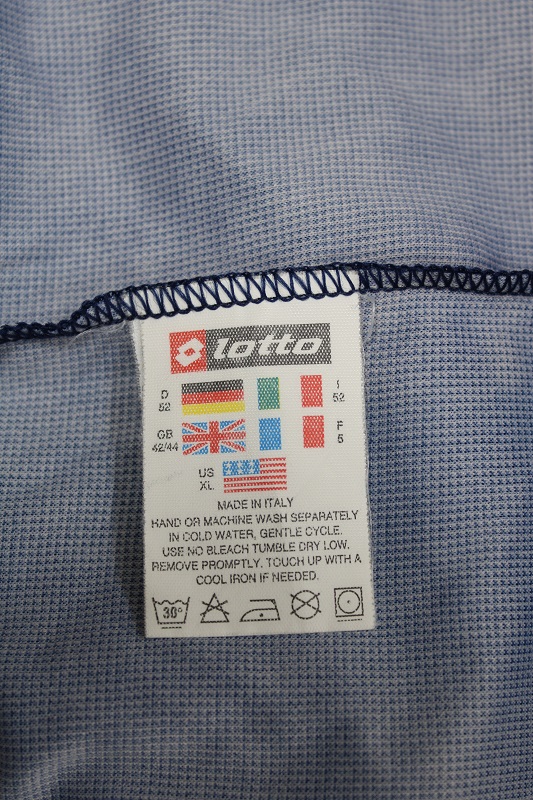 lotto
D I
52 52
GB F
42/44 5
US
XL
MADE IN ITALY
HAND OR MACHINE WASH SEPARATELY
IN COLD WATER, GENTLE CYCLE.
USE NO BLEACH TUMBLE DRY LOW.
REMOVE PROMPTLY. TOUCH UP WITH A
COOL IRON IF NEEDED.
30°